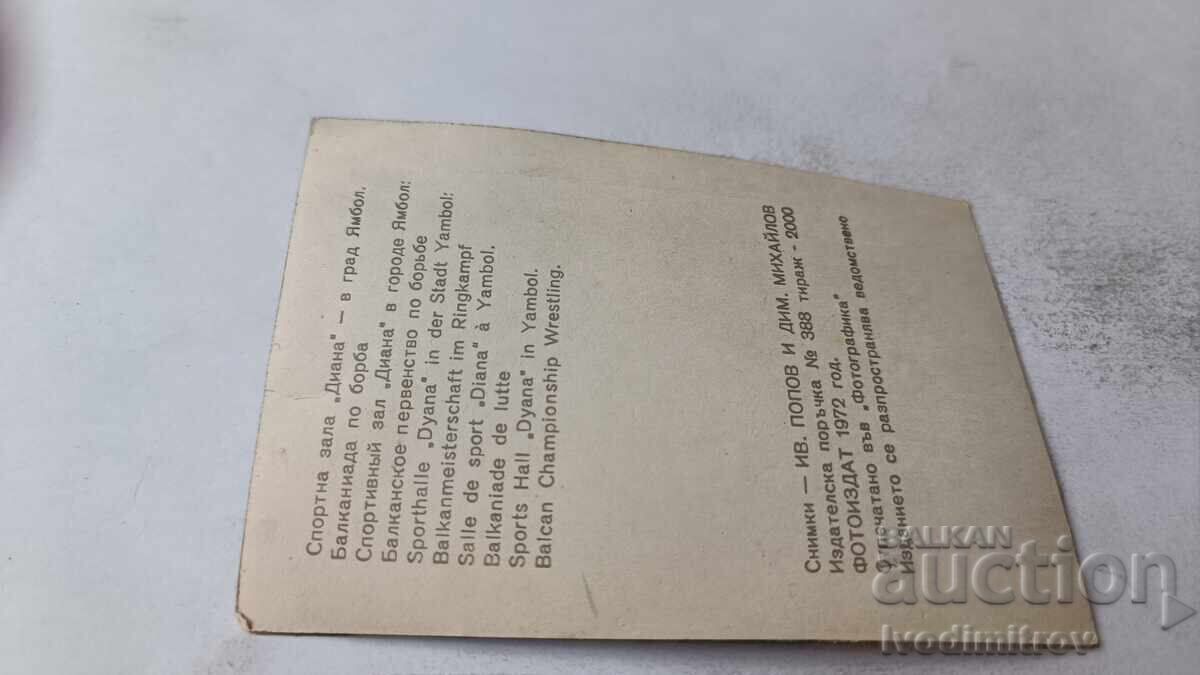 Спортна зала „Диана" — в град Ямбол.
Балканиада по борба
Спортивный зал „Диана" в городе Ямбол:
Балканское первенство по борьбе
Sporthalle „Dyana" in der Stadt Yambol:
Balkanmeisterschaft im Ringkampf
Salle de sport „Diana" à Yambol.
Balkaniade de lutte
Sports Hall „Dyana" in Yambol.
Balcan Championship Wrestling.
Снимки — ИВ. ПОПОВ И ДИМ. МИХАЙЛОВ
Издателска поръчка № 388 тираж - 2000
ФОТОИЗДАТ 1972 год.
Отпечатано във „Фотографика"
Изданието се разпространява ведомствено
BALKAN
auction
Ivodimitrov